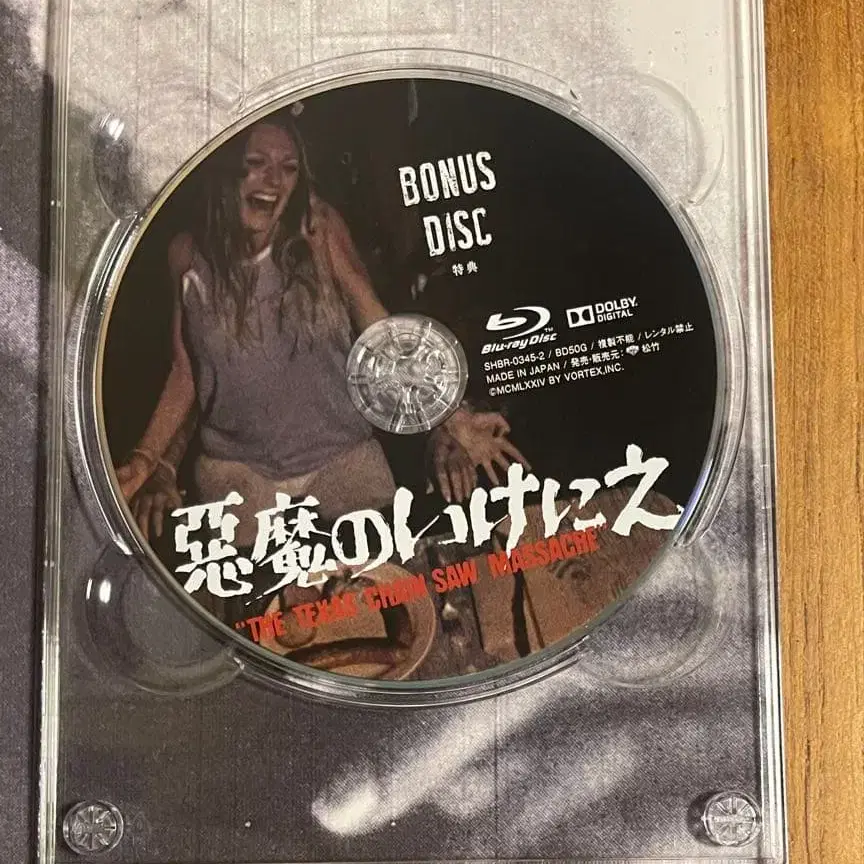 BONUS
DISC
特典
Blu-ray Disc™
DOLBY
DIGITAL
SHBR-0345-2 / BD50G / 複製不能 / レンタル禁止
MADE IN JAPAN / 発売・販売元: 松竹
©MCMLXXIV BY VORTEX,INC.
惡魔のいけにえ
"THE TEXAS CHAIN SAW MASSACRE"